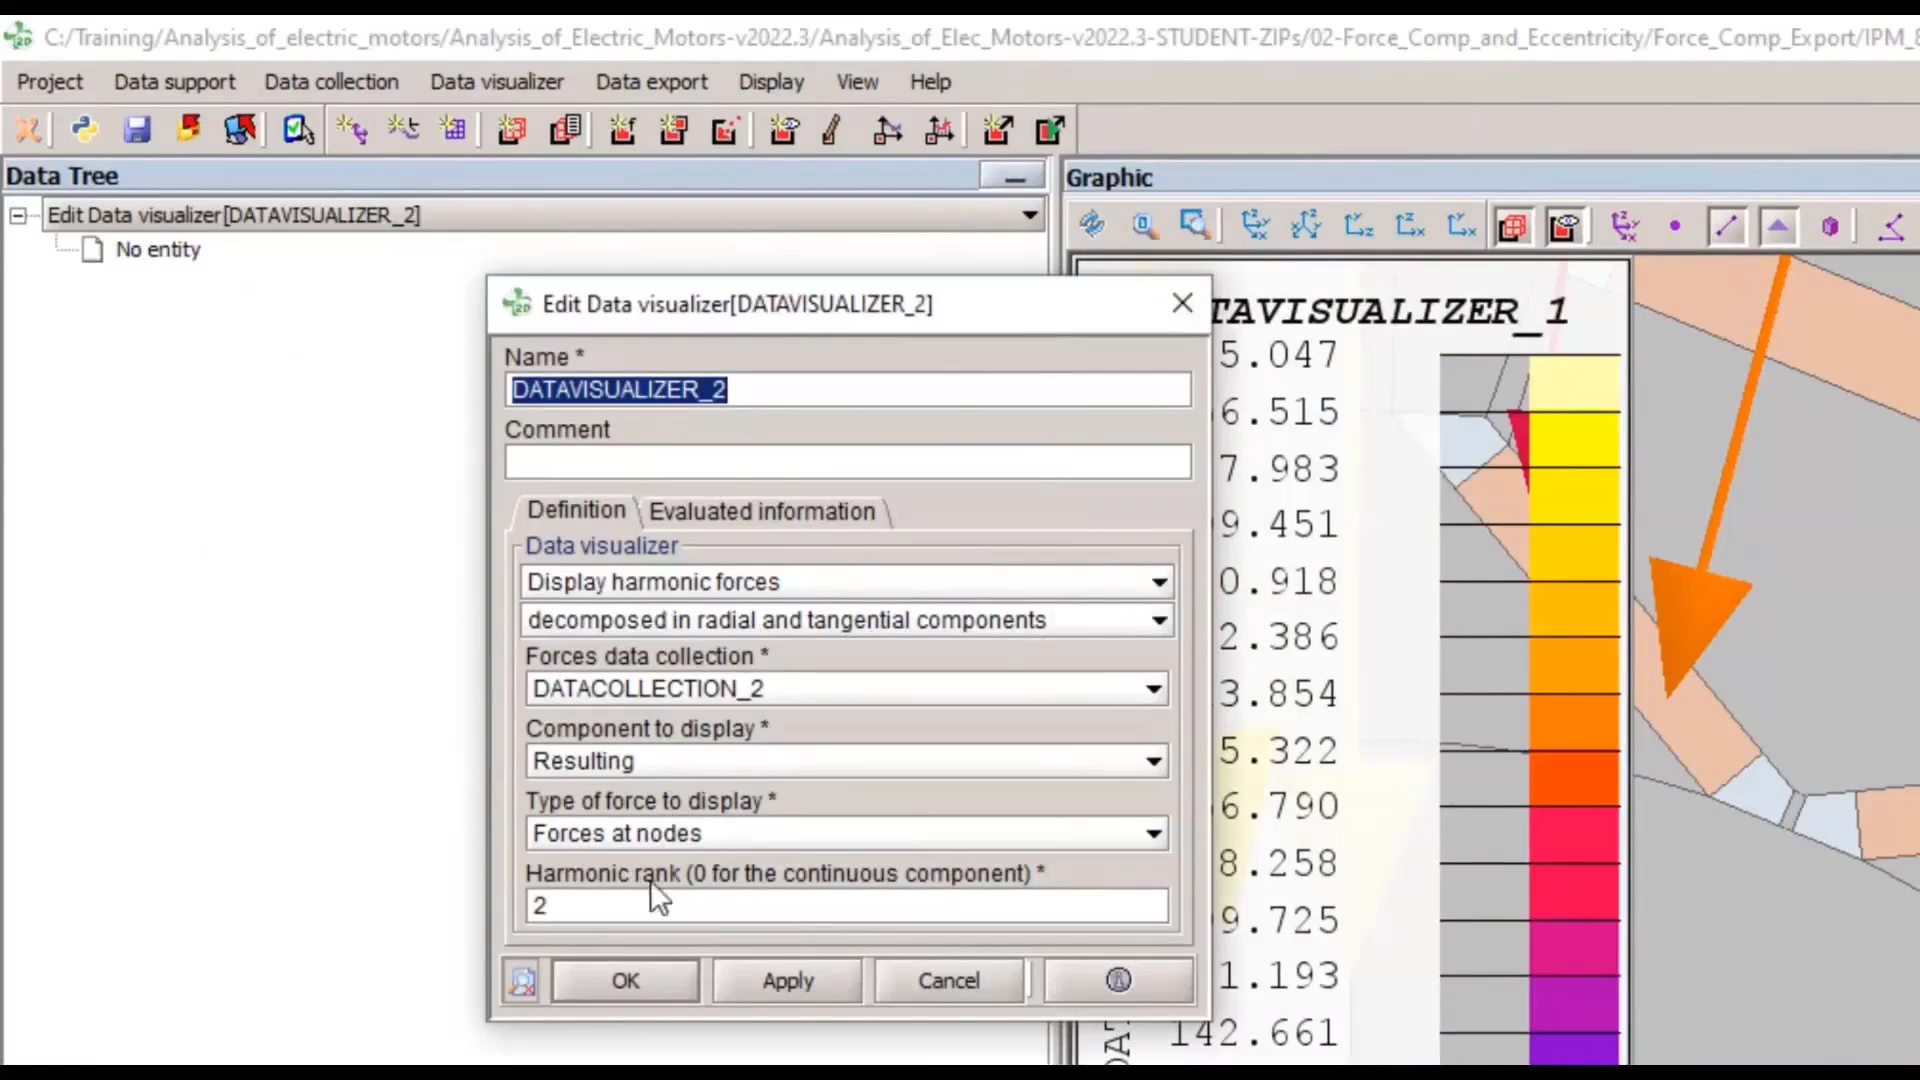 C:/Training/Analysis_of_electric_motors/Analysis_of_Electric_Motors-v2022.3/Analysis_of_Elec_Motors-v2022.3-STUDENT-ZIPs/02-Force_Comp_and_Eccentricity/Force_Comp_Export/IPM_8
Project Data support Data collection Data visualizer Data export Display View Help
Data Tree
Graphic
Edit Data visualizer[DATAVISUALIZER_2]
No entity
Edit Data visualizer[DATAVISUALIZER_2]
TAVISUALIZER_1
Name *
DATAVISUALIZER_2
Comment
Definition
Evaluated information
Data visualizer
Display harmonic forces
decomposed in radial and tangential components
Forces data collection *
DATACOLLECTION_2
Component to display *
Resulting
Type of force to display *
Forces at nodes
Harmonic rank (0 for the continuous component) *
2
OK
Apply
Cancel
5.047
6.515
7.983
9.451
0.918
2.386
3.854
5.322
6.790
8.258
9.725
1.193
142.661
DA